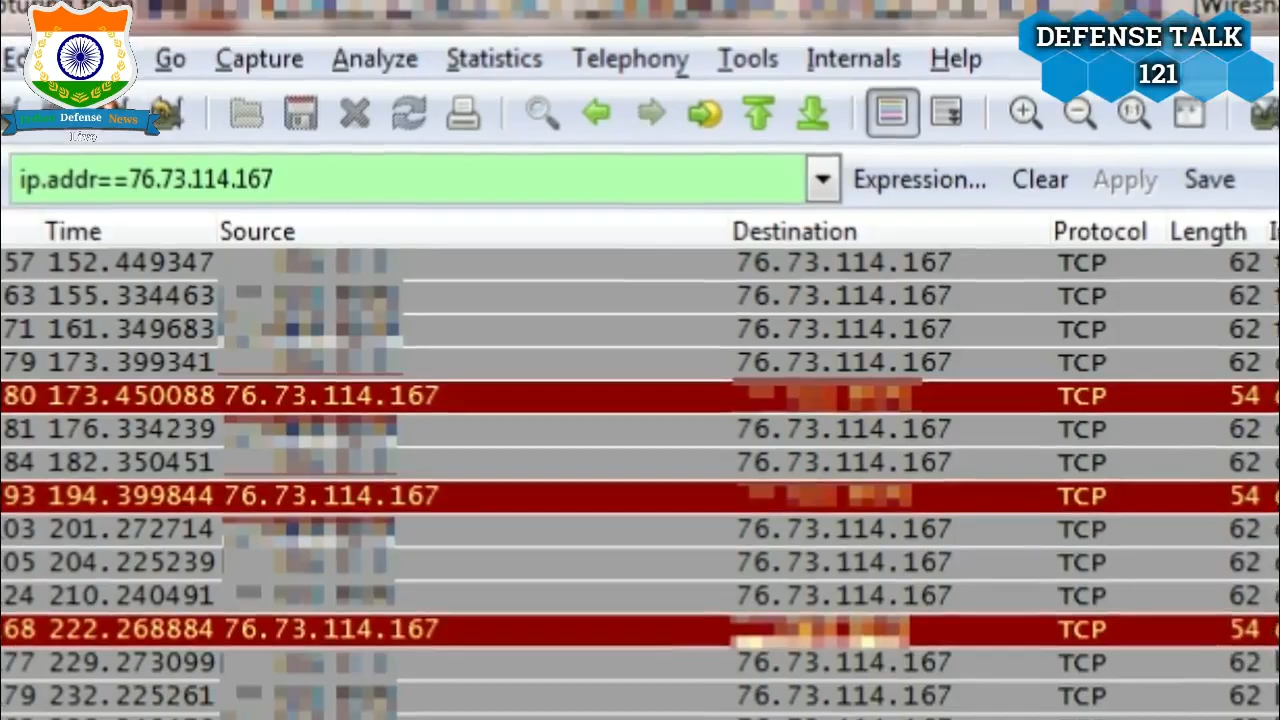 [Wiresh
DEFENSE TALK
121
Go Capture Analyze Statistics Telephony Tools Internals Help
Defense News
Live
ip.addr==76.73.114.167 Expression... Clear Apply Save
Time Source Destination Protocol Length
57 152.449347 76.73.114.167 TCP 62
63 155.334463 76.73.114.167 TCP 62
71 161.349683 76.73.114.167 TCP 62
79 173.399341 76.73.114.167 TCP 62
80 173.450088 76.73.114.167 TCP 54
81 176.334239 76.73.114.167 TCP 62
84 182.350451 76.73.114.167 TCP 62
93 194.399844 76.73.114.167 TCP 54
03 201.272714 76.73.114.167 TCP 62
05 204.225239 76.73.114.167 TCP 62
24 210.240491 76.73.114.167 TCP 62
68 222.268884 76.73.114.167 TCP 54
77 229.273099 76.73.114.167 TCP 62
79 232.225261 76.73.114.167 TCP 62